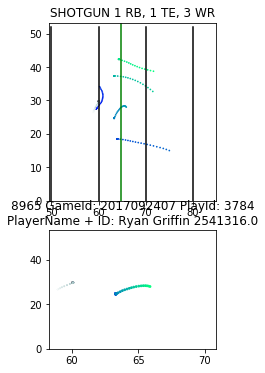 SHOTGUN 1 RB, 1 TE, 3 WR
50
40
30
20
10
0
50 60 70 80
8965 GameId: 2017092407 PlayId: 3784
PlayerName + ID: Ryan Griffin 2541316.0
40
20
0
60 65 70